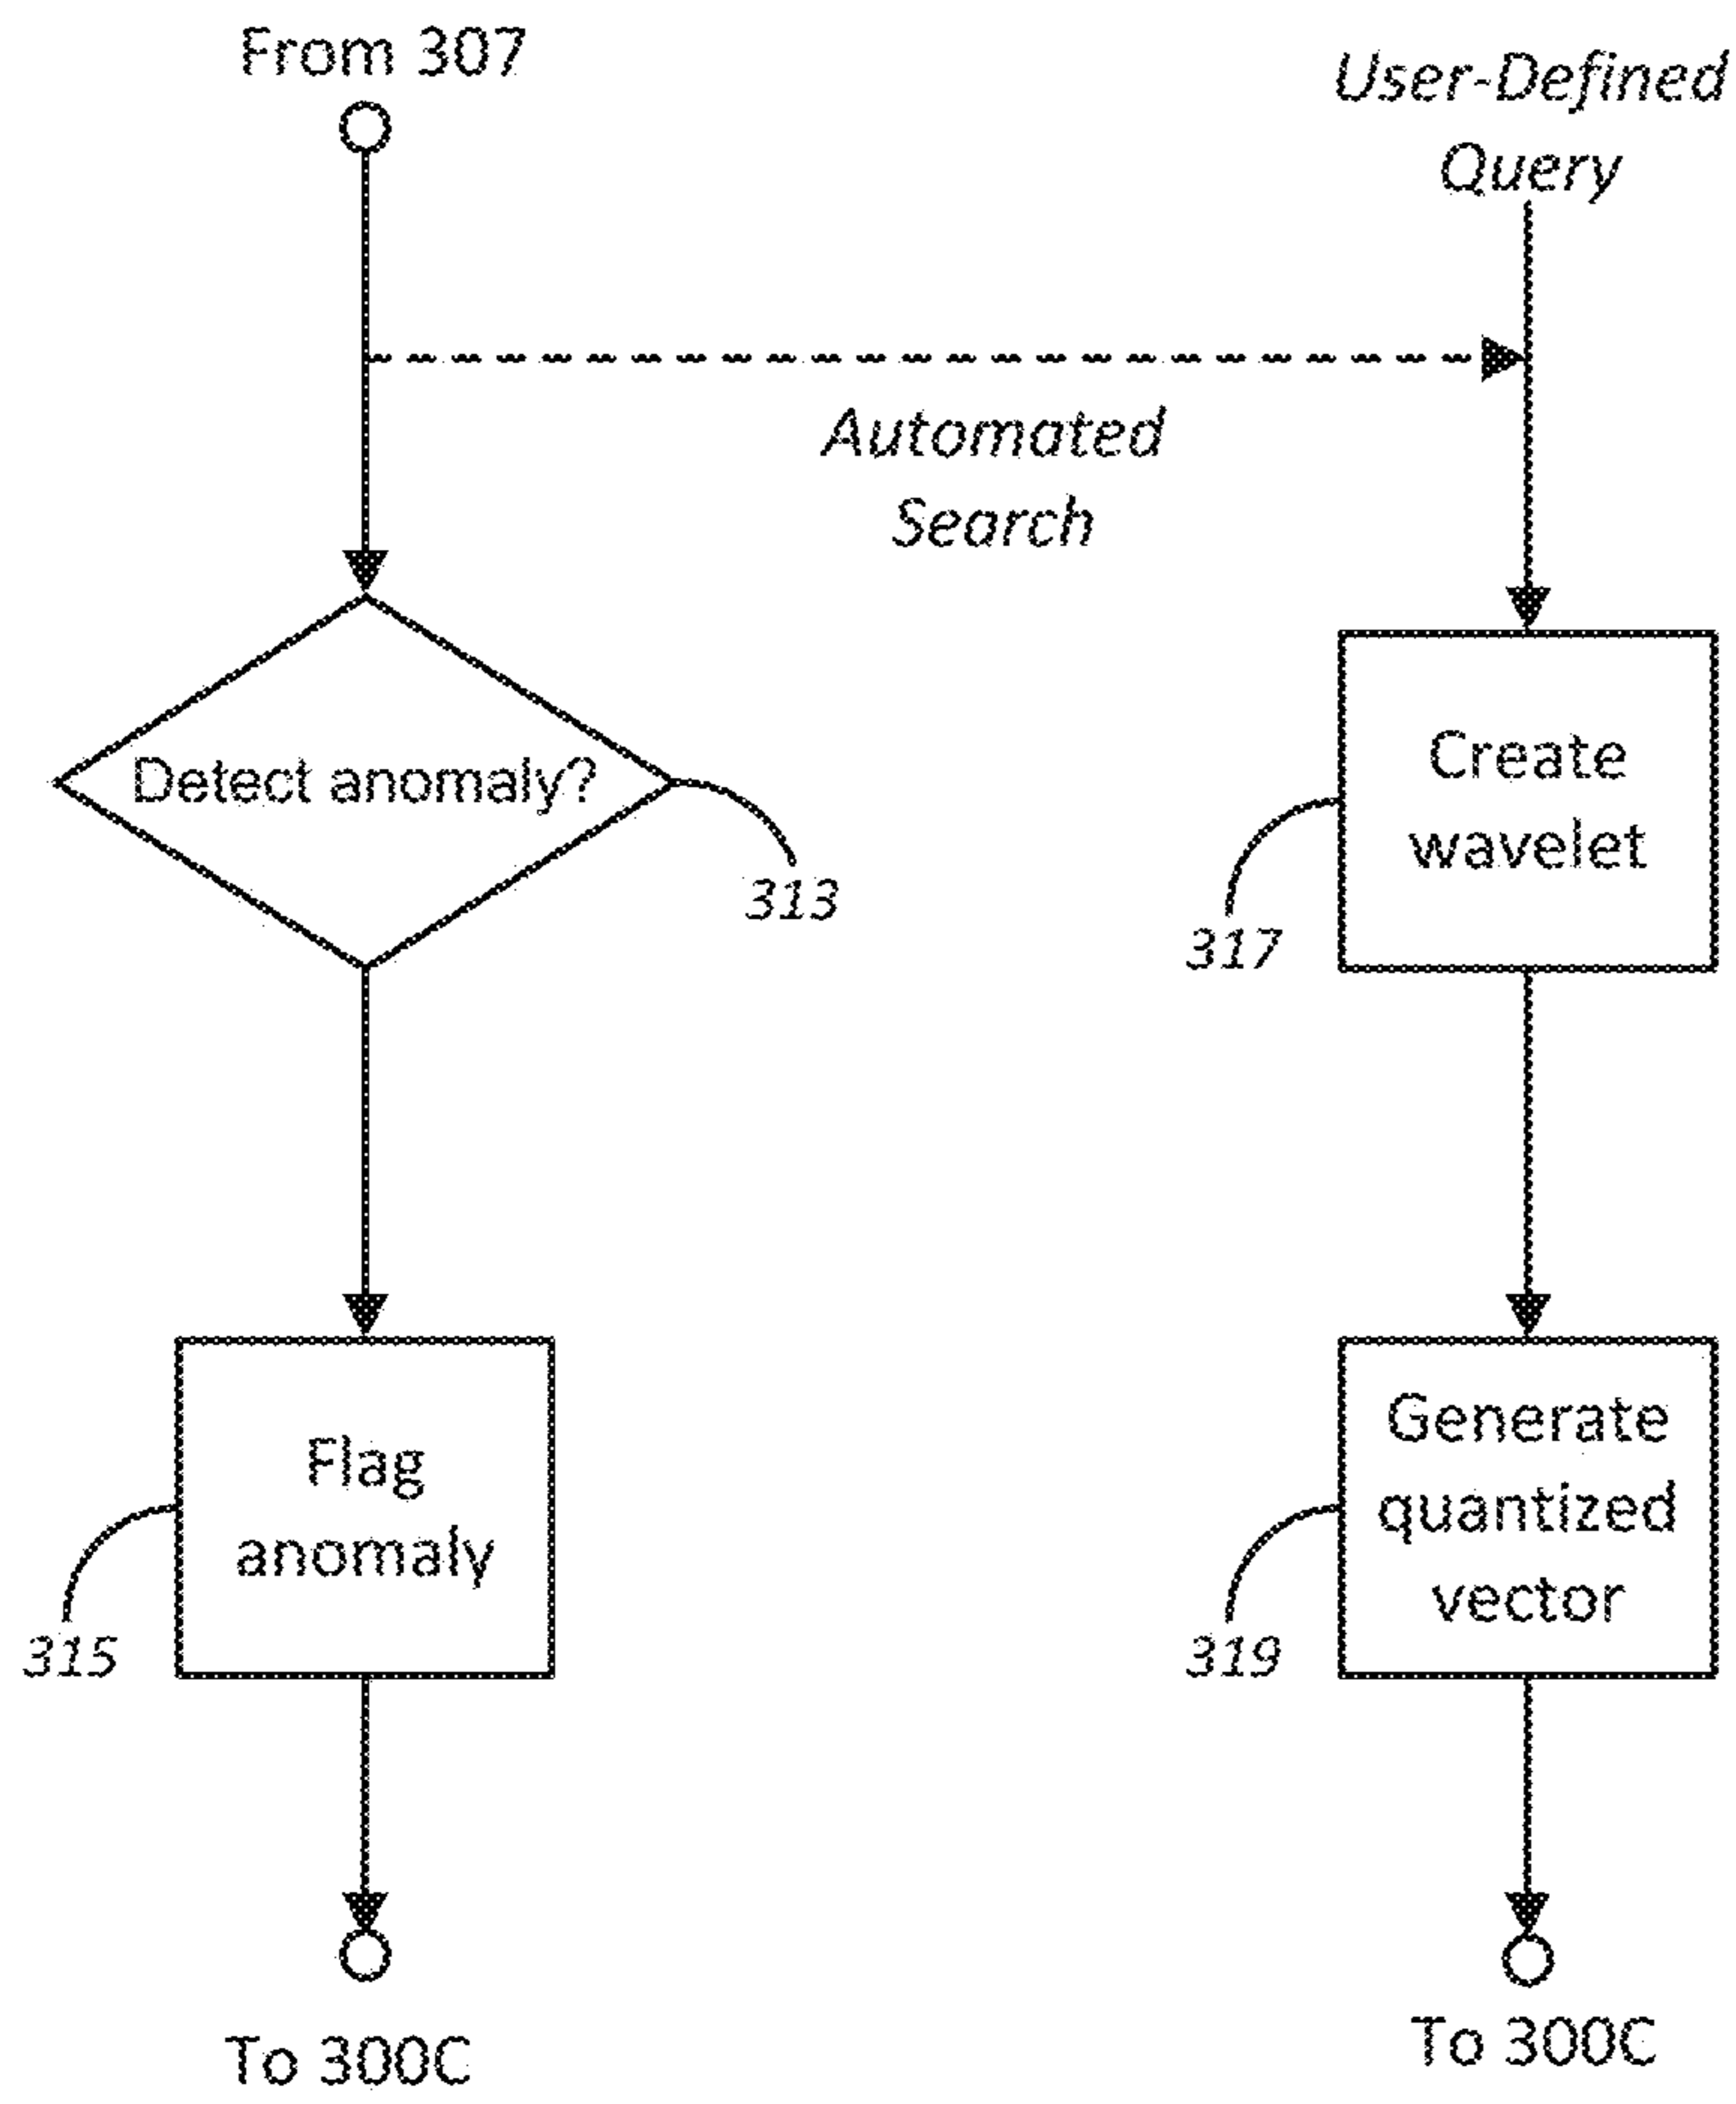 From 307
User-Defined
Query
Automated
Search
Detect anomaly?
313
Create
wavelet
317
Flag
anomaly
315
Generate
quantized
vector
319
To 300C
To 300C